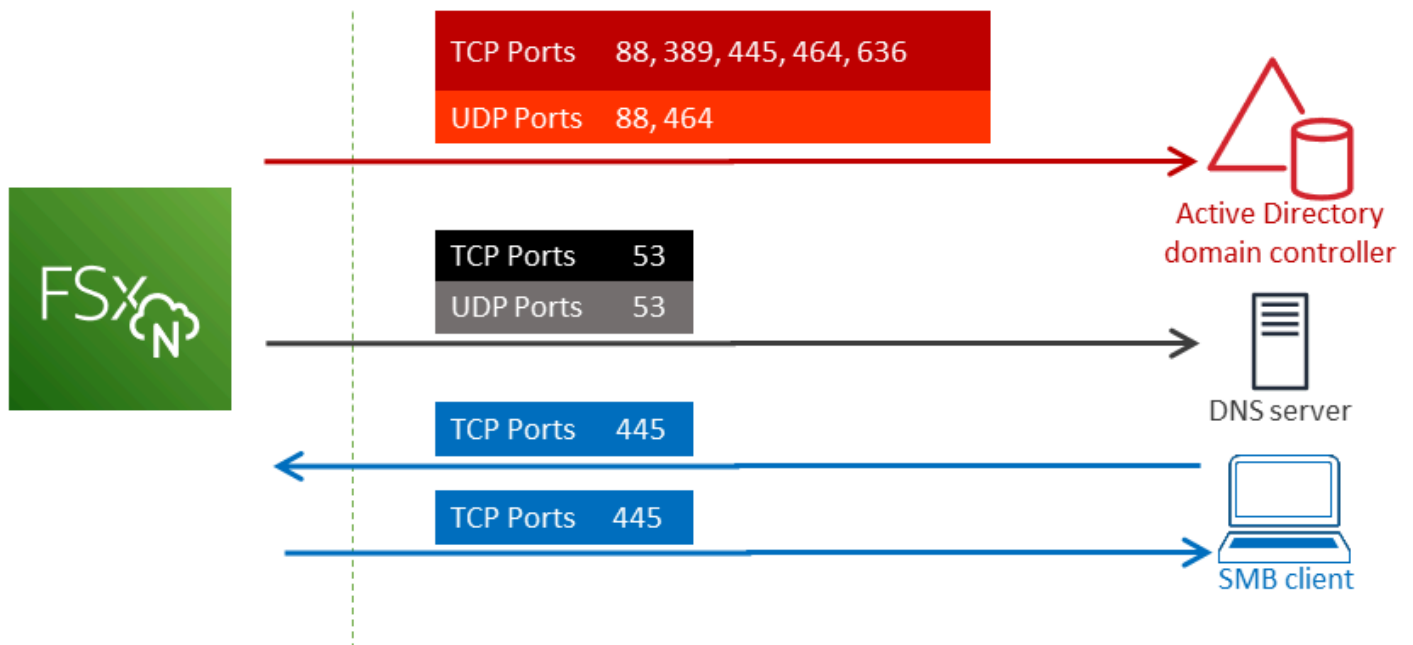 TCP Ports 88, 389, 445, 464, 636
UDP Ports 88, 464
Active Directory
domain controller
FSx
N
TCP Ports 53
UDP Ports 53
DNS server
TCP Ports 445
TCP Ports 445
SMB client